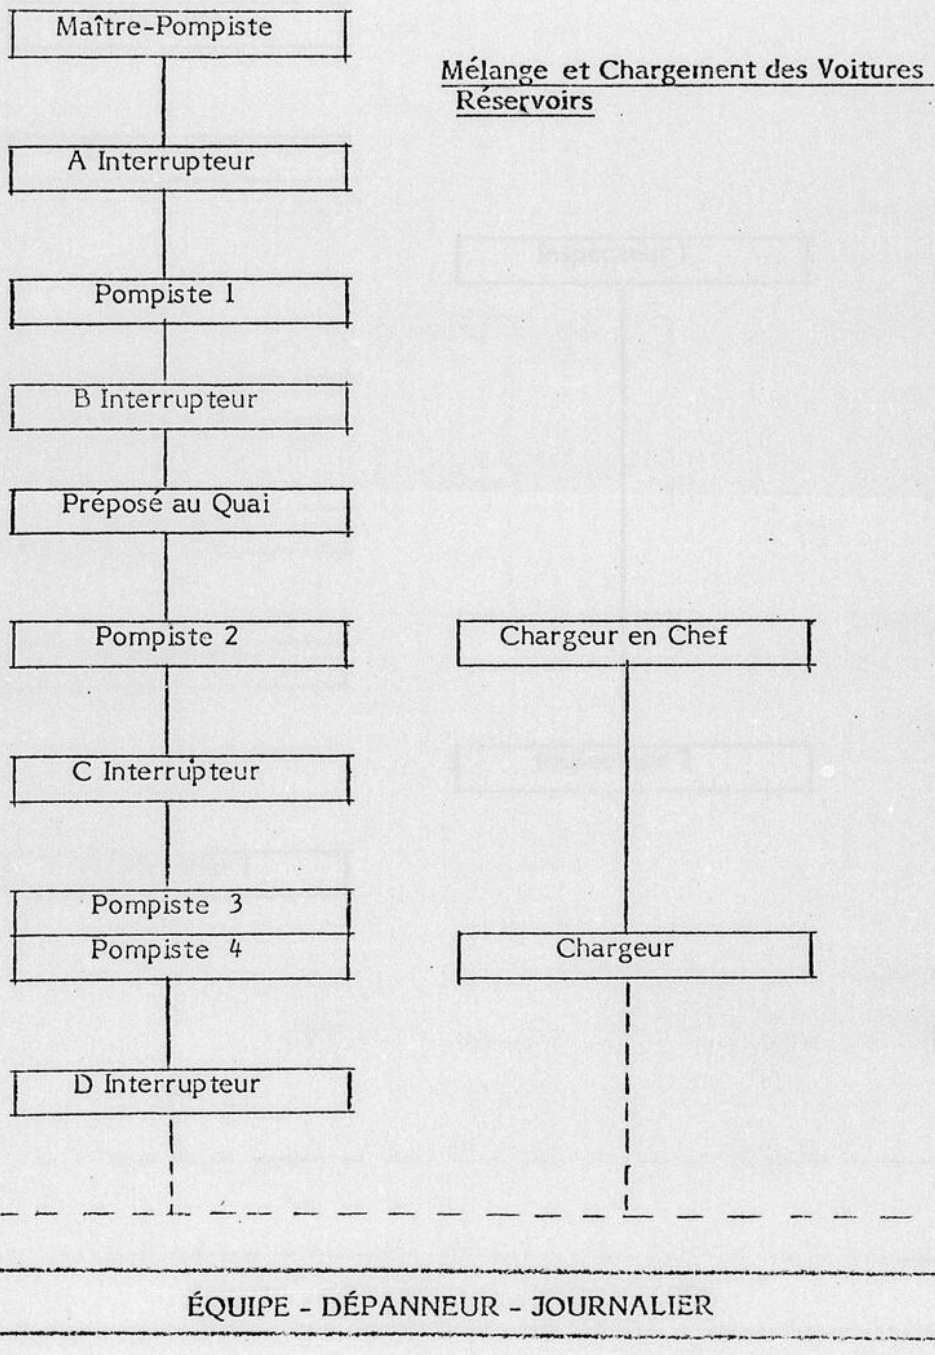 Maître-Pompiste
Mélange et Chargement des Voitures
Réservoirs
A Interrupteur
Pompiste 1
B Interrupteur
Préposé au Quai
Pompiste 2
Chargeur en Chef
C Interrupteur
Pompiste 3
Pompiste 4
Chargeur
D Interrupteur
ÉQUIPE - DÉPANNEUR - JOURNALIER